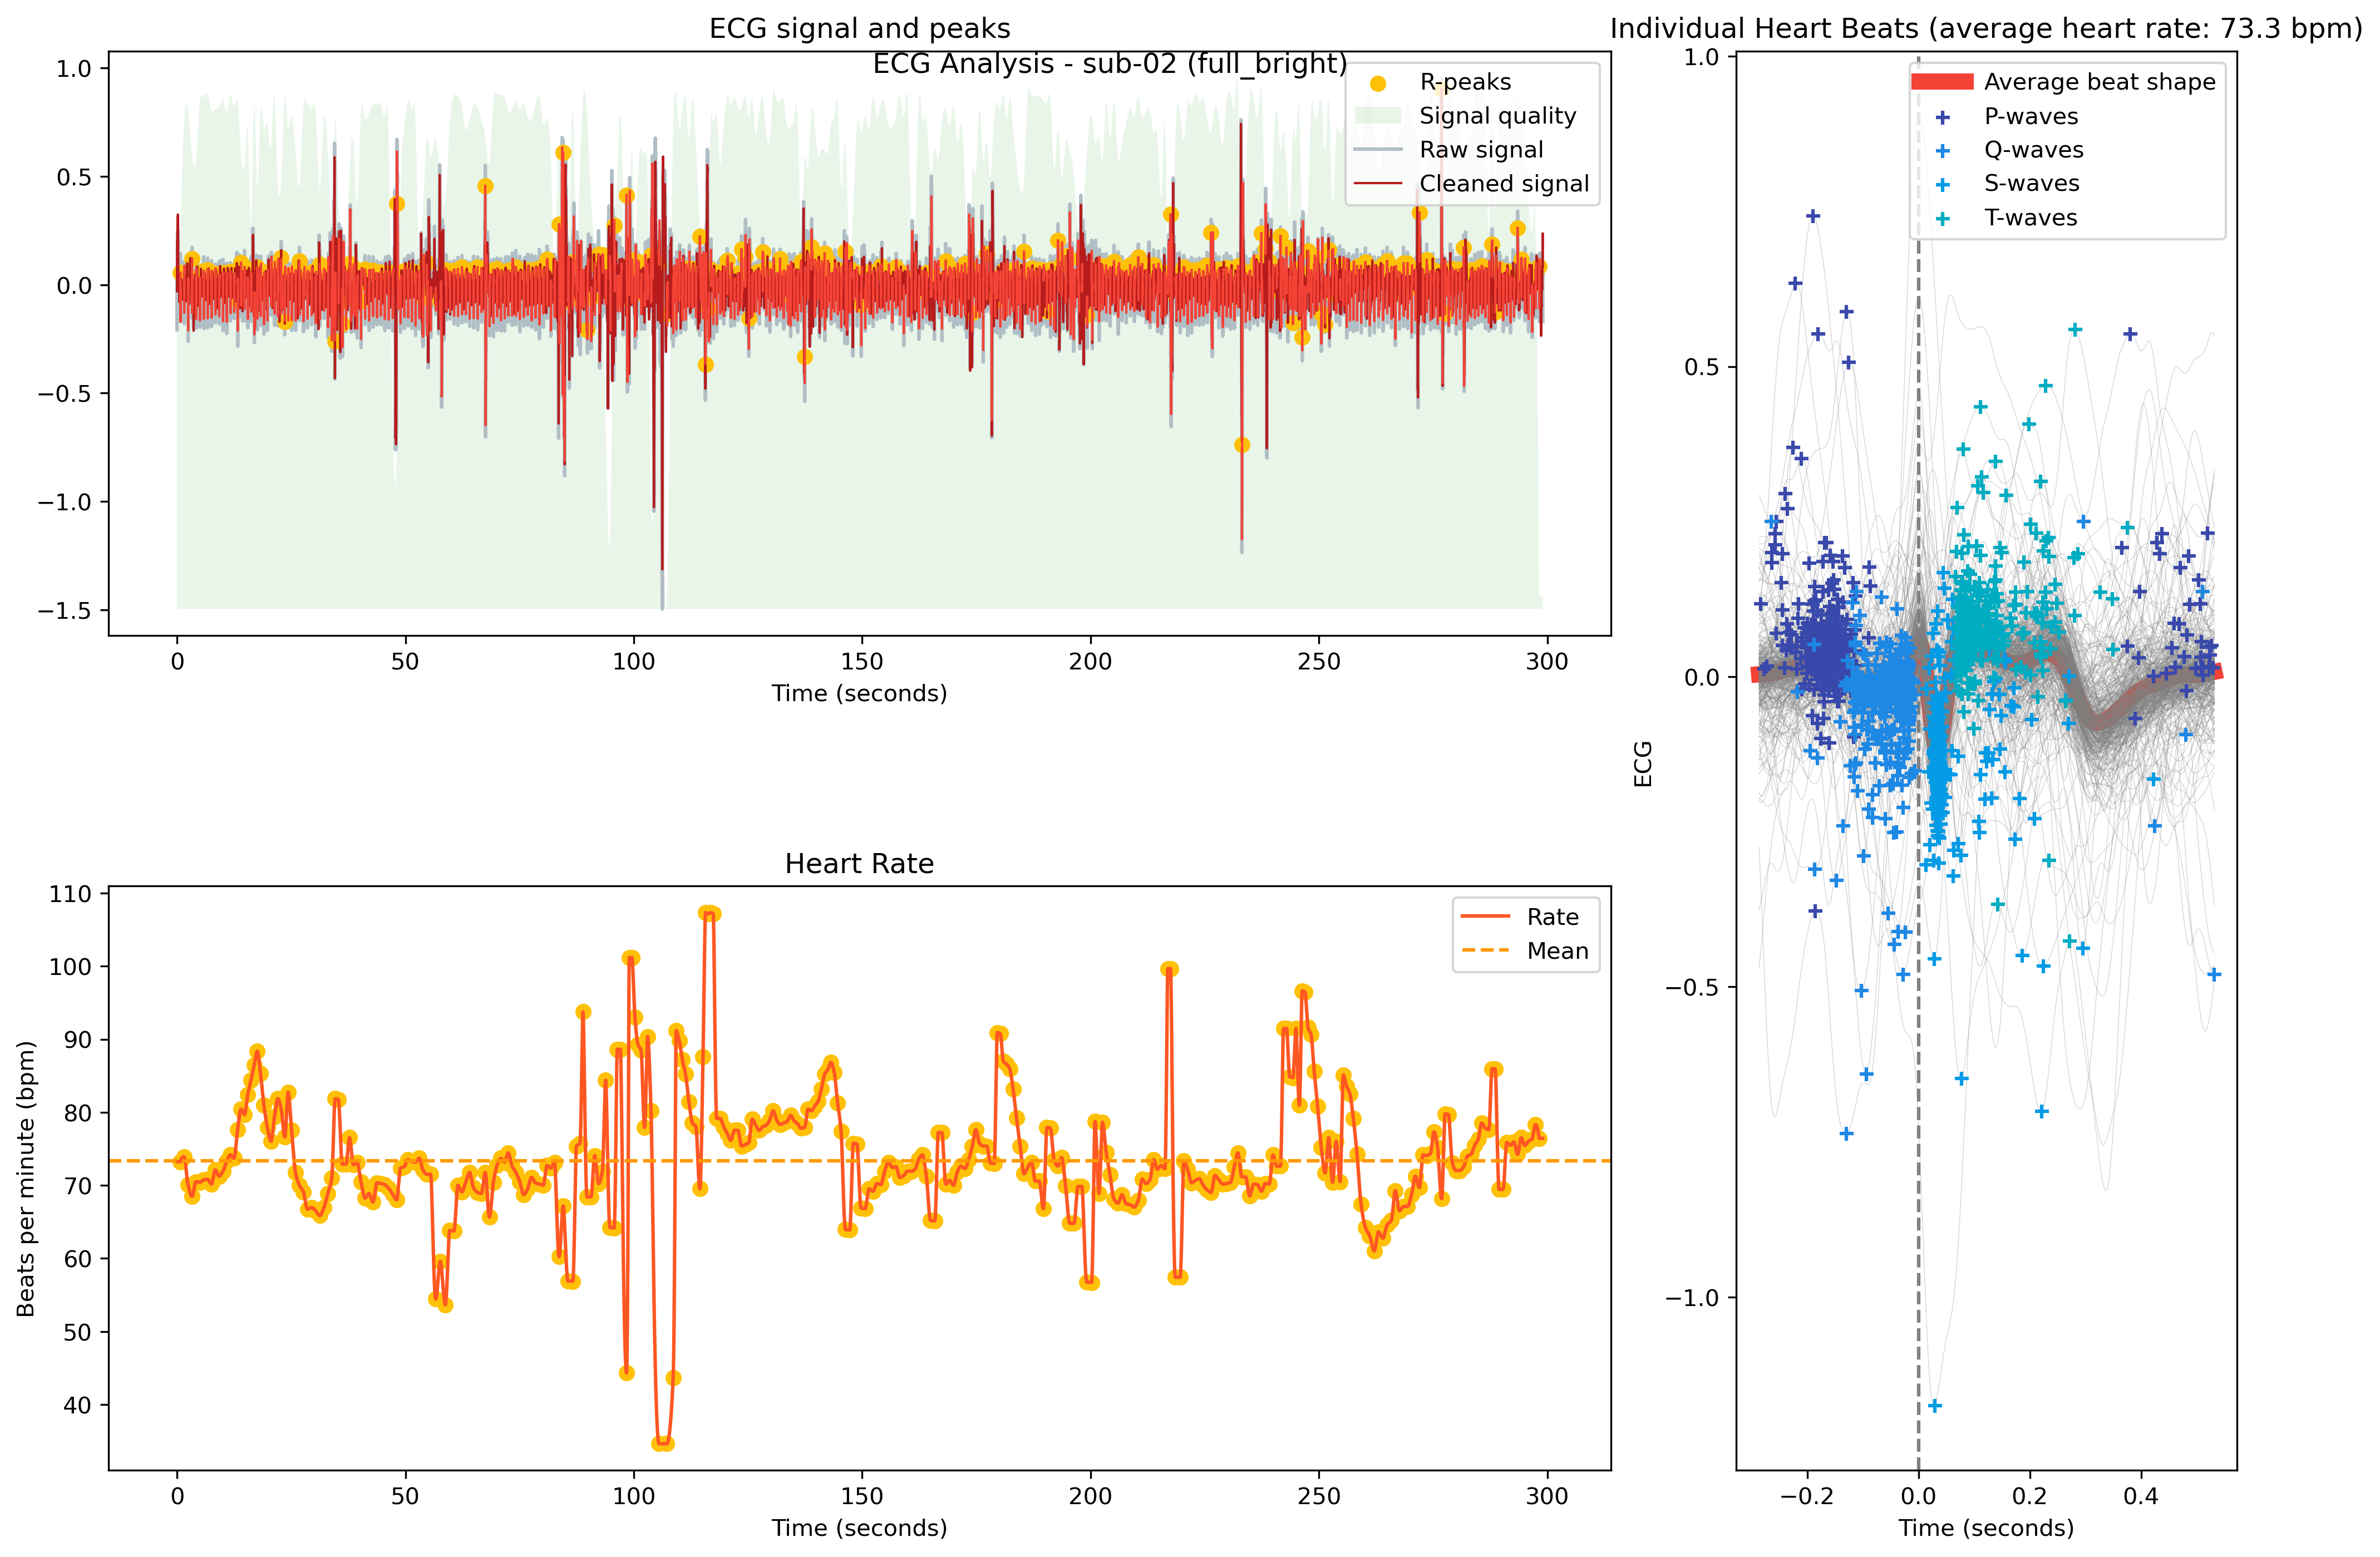 ECG signal and peaks
ECG Analysis - sub-02 (full_bright)
R-peaks
Signal quality
Raw signal
Cleaned signal
1.0
0.5
0.0
−0.5
−1.0
−1.5
0 50 100 150 200 250 300
Time (seconds)
Heart Rate
Rate
Mean
Beats per minute (bpm)
110
100
90
80
70
60
50
40
0 50 100 150 200 250 300
Time (seconds)
Individual Heart Beats (average heart rate: 73.3 bpm)
Average beat shape
P-waves
Q-waves
S-waves
T-waves
ECG
1.0
0.5
0.0
−0.5
−1.0
−0.2 0.0 0.2 0.4
Time (seconds)